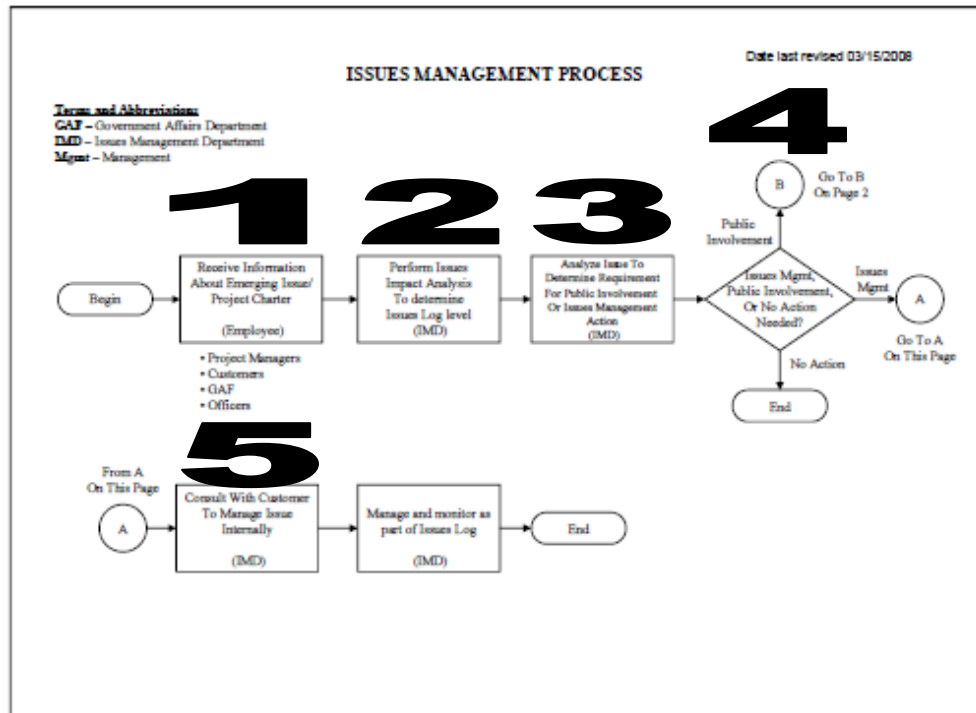 Date last revised 03/15/2008
ISSUES MANAGEMENT PROCESS
Terms and Abbreviations
GAF – Government Affairs Department
IMD – Issues Management Department
Mgmt – Management
1
2
3
4
Begin
Receive Information
About Emerging Issue/
Project Charter
(Employee)
• Project Managers
• Customers
• GAF
• Officers
Perform Issues
Impact Analysis
To determine
Issues Log level
(IMD)
Analyze Issue To
Determine Requirement
For Public Involvement
Or Issues Management
Action
(IMD)
Issues Mgmt,
Public Involvement,
Or No Action
Needed?
Public
Involvement
B
Go To B
On Page 2
Issues
Mgmt
A
Go To A
On This Page
No Action
End
5
From A
On This Page
A
Consult With Customer
To Manage Issue
Internally
(IMD)
Manage and monitor as
part of Issues Log
(IMD)
End